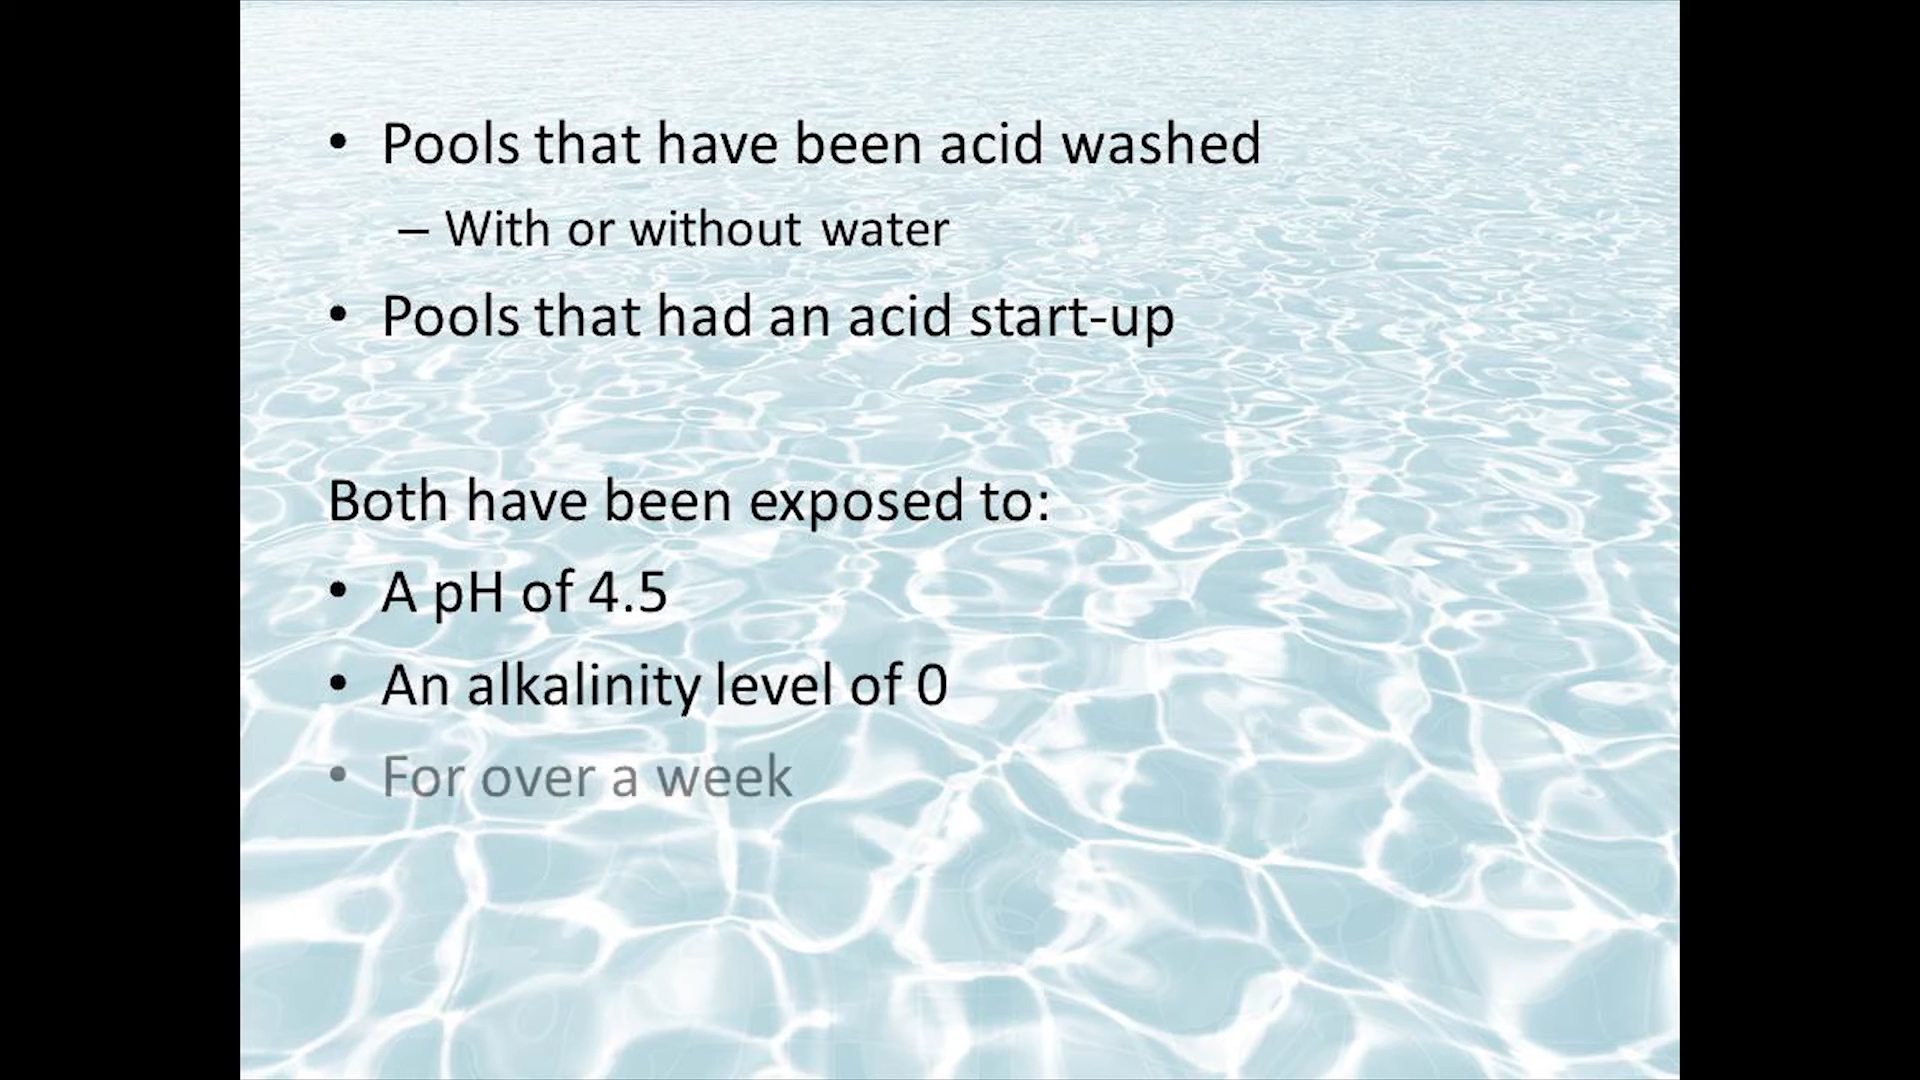 • Pools that have been acid washed
– With or without water
• Pools that had an acid start-up
Both have been exposed to:
• A pH of 4.5
• An alkalinity level of 0
• For over a week